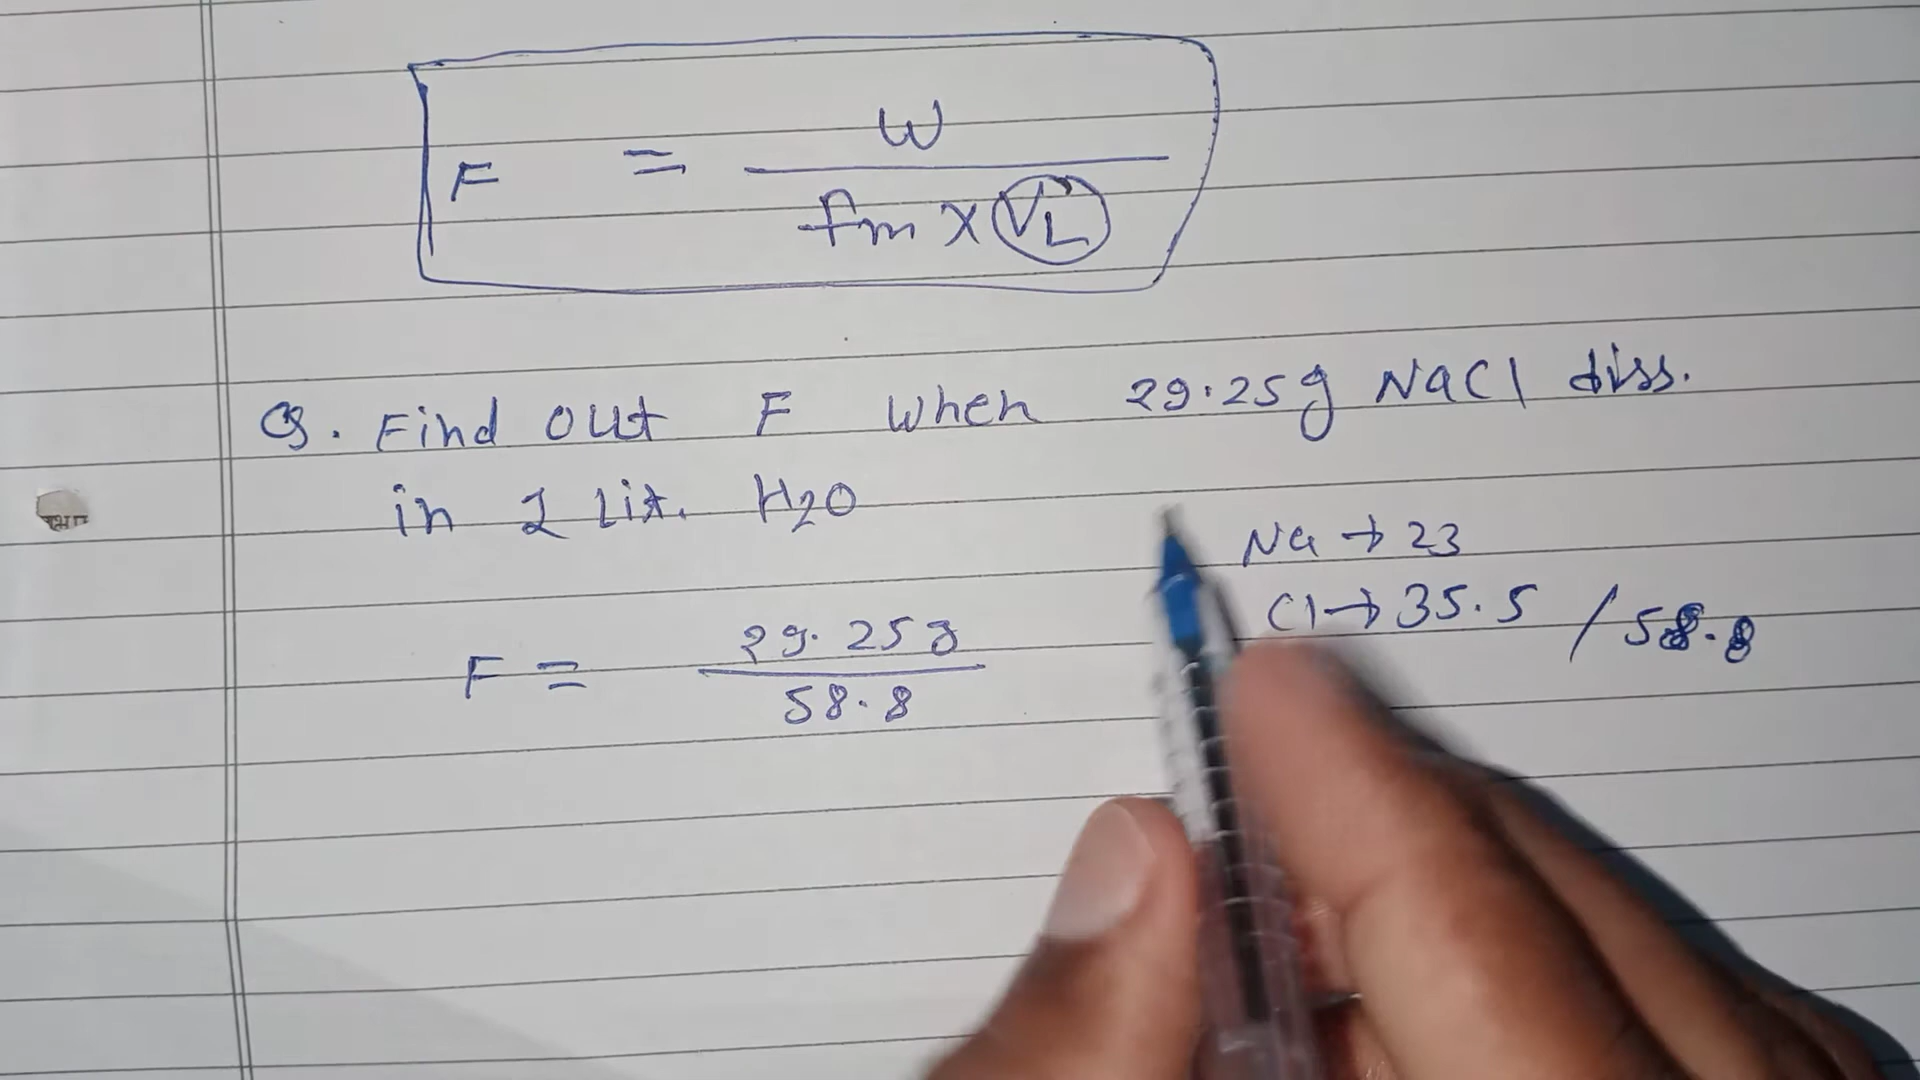 F = W
fm x VL
Q. Find out F when 29.25g NaCl diss.
in 1 Lit. H2O
Na → 23
Cl → 35.5 / 58.8
F = 29.25g
58.8